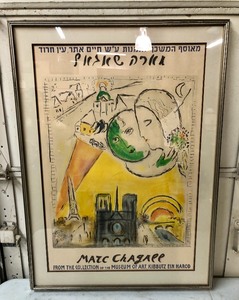 מאוסף המשכן לאמנות ע״ש חיים אתר עין חרוד
מארק שאגאל
Marc Chagall
FROM THE COLLECTION OF THE MUSEUM OF ART KIBBUTZ EIN HAROD